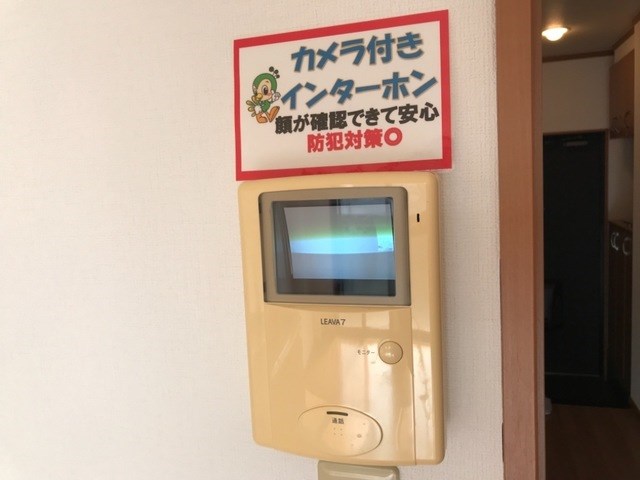 カメラ付き
インターホン
顔が確認できて安心
防犯対策〇
LEAVA7
モニター
通話